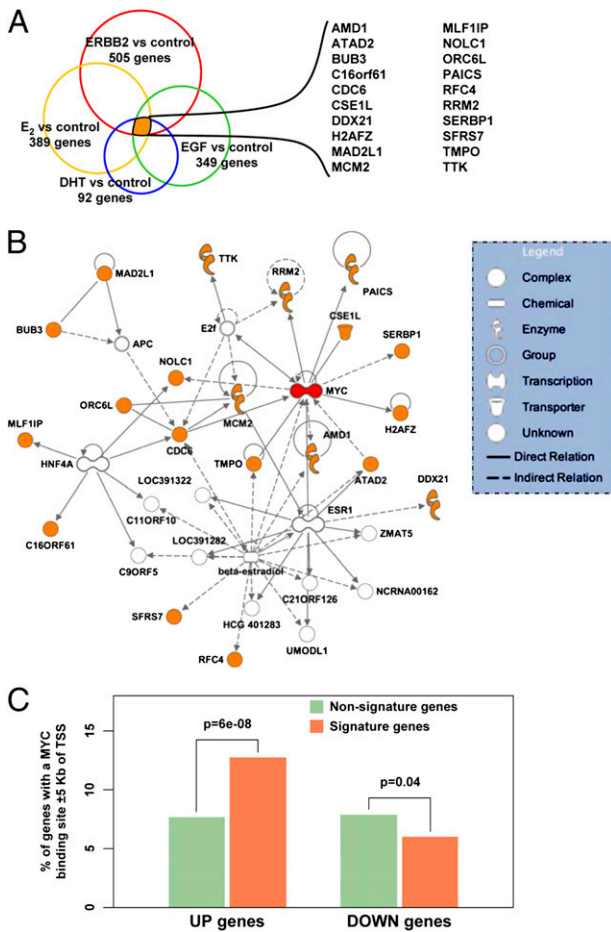 A
ERBB2 vs control
505 genes
E2 vs control
389 genes
EGF vs control
349 genes
DHT vs control
92 genes
AMD1
ATAD2
BUB3
C16orf61
CDC6
CSE1L
DDX21
H2AFZ
MAD2L1
MCM2
MLF1IP
NOLC1
ORC6L
PAICS
RFC4
RRM2
SERBP1
SFRS7
TMPO
TTK
B
MAD2L1
TTK
RRM2
PAICS
BUB3
APC
E2f
CSE1L
SERBP1
NOLC1
MYC
ORC6L
MCM2
H2AFZ
MLF1IP
CDC6
AMD1
HNF4A
TMPO
ATAD2
DDX21
LOC391322
C11ORF10
ESR1
C16ORF61
LOC391282
ZMAT5
C9ORF5
beta-estradiol
C21ORF126
NCRNA00162
SFRS7
HCG 401283
UMODL1
RFC4
Legend
Complex
Chemical
Enzyme
Group
Transcription
Transporter
Unknown
Direct Relation
Indirect Relation
C
Non-signature genes
Signature genes
p=6e-08
p=0.04
% of genes with a MYC
binding site ±5 Kb of TSS
15
10
5
0
UP genes
DOWN genes